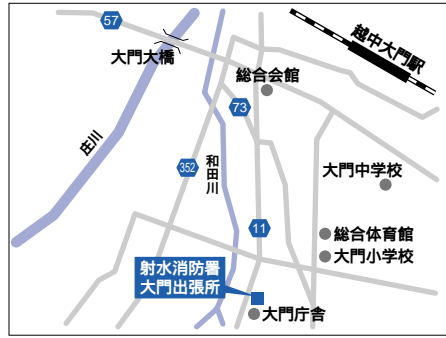 57
大門大橋
越中大門駅
総合会館
73
庄川
352
和田川
大門中学校
11
総合体育館
大門小学校
射水消防署
大門出張所
大門庁舎